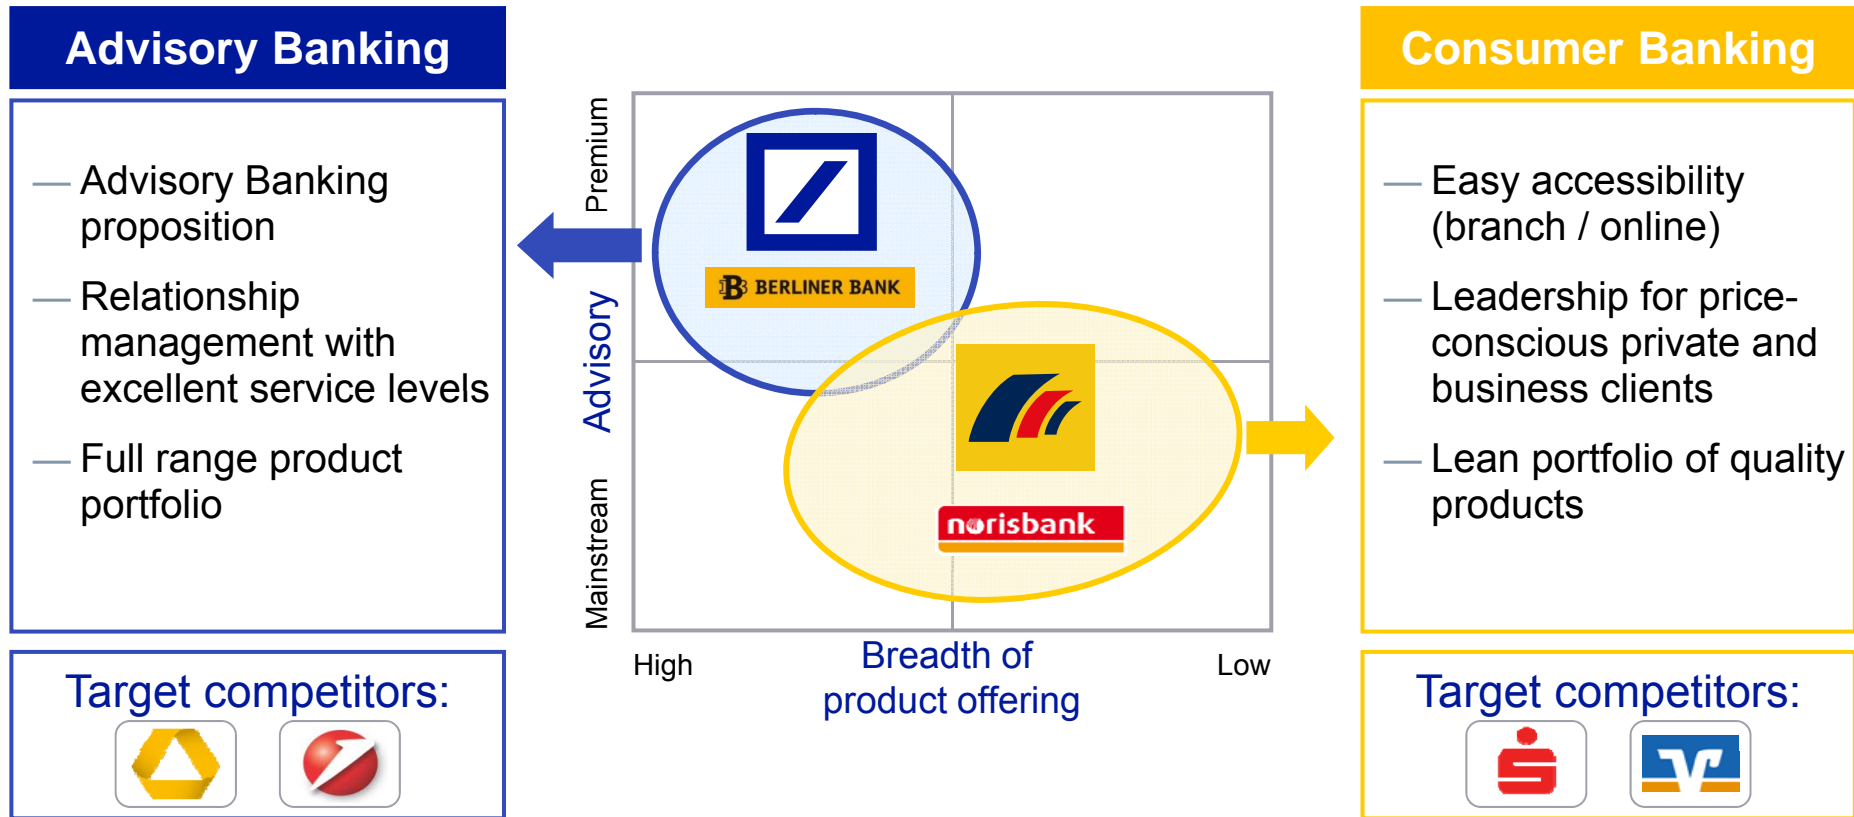 Advisory Banking
— Advisory Banking
proposition
— Relationship
management with
excellent service levels
— Full range product
portfolio
Target competitors:
Premium
Advisory
Mainstream
BERLINER BANK
norisbank
High
Breadth of
product offering
Low
Consumer Banking
— Easy accessibility
(branch / online)
— Leadership for price-
conscious private and
business clients
— Lean portfolio of quality
products
Target competitors: